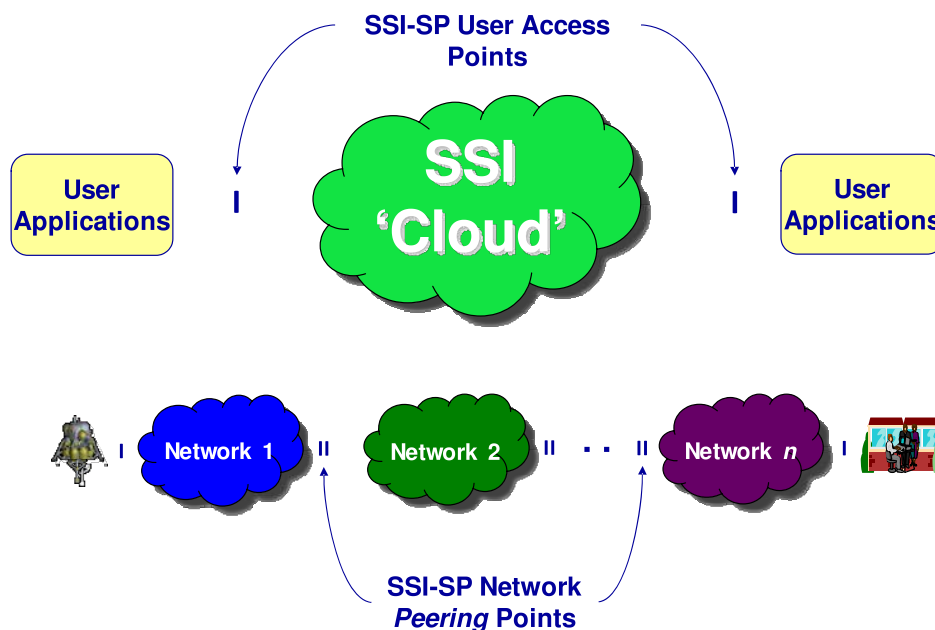 SSI-SP User Access
Points
SSI
‘Cloud’
User
Applications
I
I
User
Applications
I
Network 1
II
Network 2
II
. .
II
Network n
I
SSI-SP Network
Peering Points